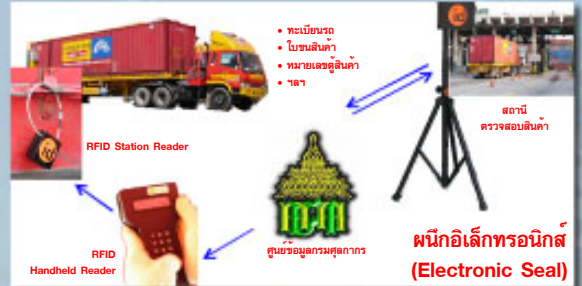 • ทะเบียนรถ
• ใบขนสินค้า
• หมายเลขตู้สินค้า
• ฯลฯ
สถานี
ตรวจสอบสินค้า
RFID Station Reader
ศูนย์ข้อมูลกรมศุลกากร
RFID
Handheld Reader
ผนึกอิเล็กทรอนิกส์
(Electronic Seal)